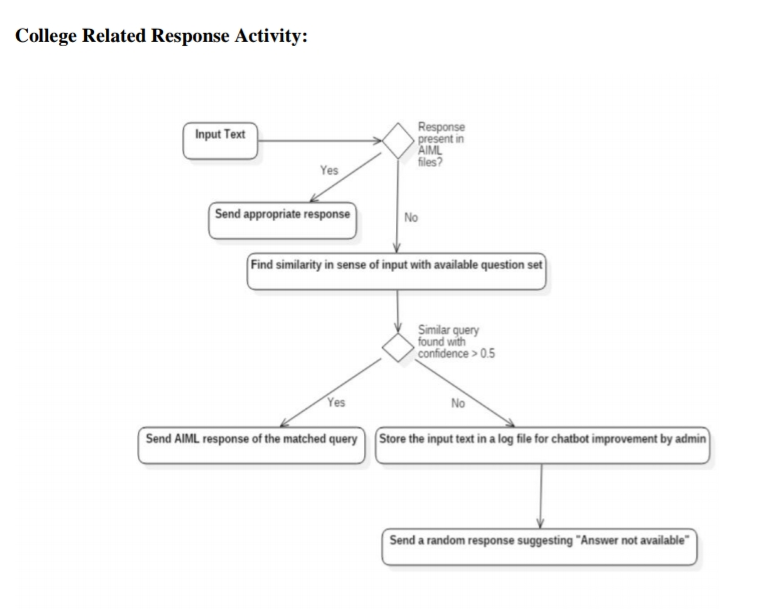 College Related Response Activity:
Input Text
Response
present in
AIML
files?
Yes
Send appropriate response
No
Find similarity in sense of input with available question set
Similar query
found with
confidence > 0.5
Yes
No
Send AIML response of the matched query
Store the input text in a log file for chatbot improvement by admin
Send a random response suggesting "Answer not available"